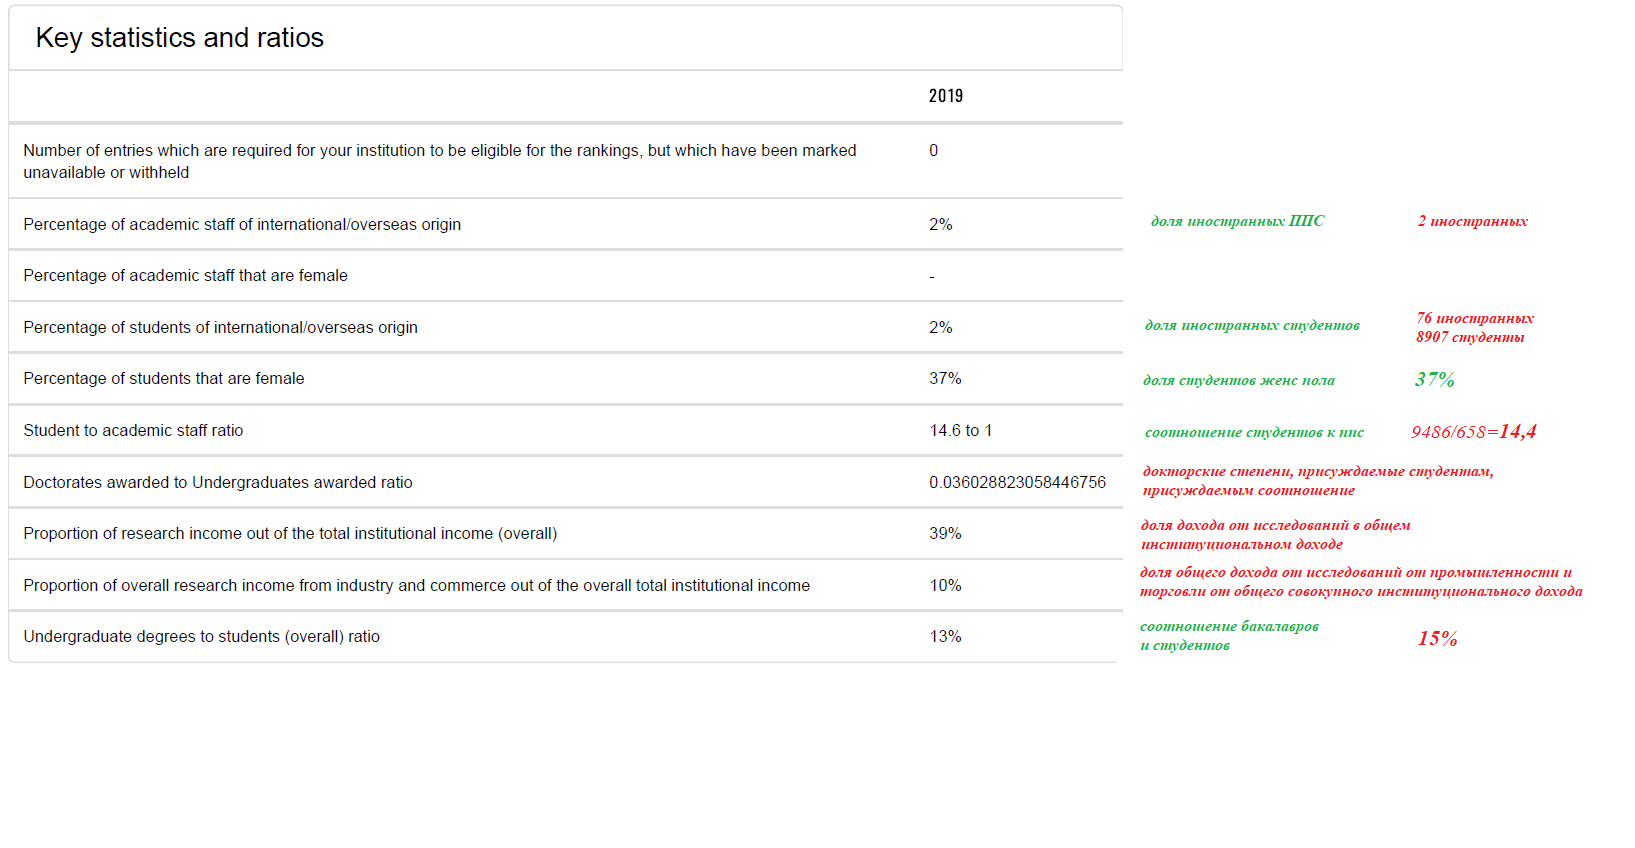 Key statistics and ratios
2019
Number of entries which are required for your institution to be eligible for the rankings, but which have been marked
unavailable or withheld
0
Percentage of academic staff of international/overseas origin
2%
доля иностранных ППС
2 иностранных
Percentage of academic staff that are female
-
Percentage of students of international/overseas origin
2%
доля иностранных студентов
76 иностранных
8907 студенты
Percentage of students that are female
37%
доля студентов женс пола
37%
Student to academic staff ratio
14.6 to 1
соотношение студентов к ппс
9486/658=14,4
Doctorates awarded to Undergraduates awarded ratio
0.036028823058446756
докторские степени, присуждаемые студентам,
присуждаемым соотношение
Proportion of research income out of the total institutional income (overall)
39%
доля дохода от исследований в общем
институциональном доходе
Proportion of overall research income from industry and commerce out of the overall total institutional income
10%
доля общего дохода от исследований от промышленности и
торговли от общего совокупного институционального дохода
Undergraduate degrees to students (overall) ratio
13%
соотношение бакалавров
и студентов
15%